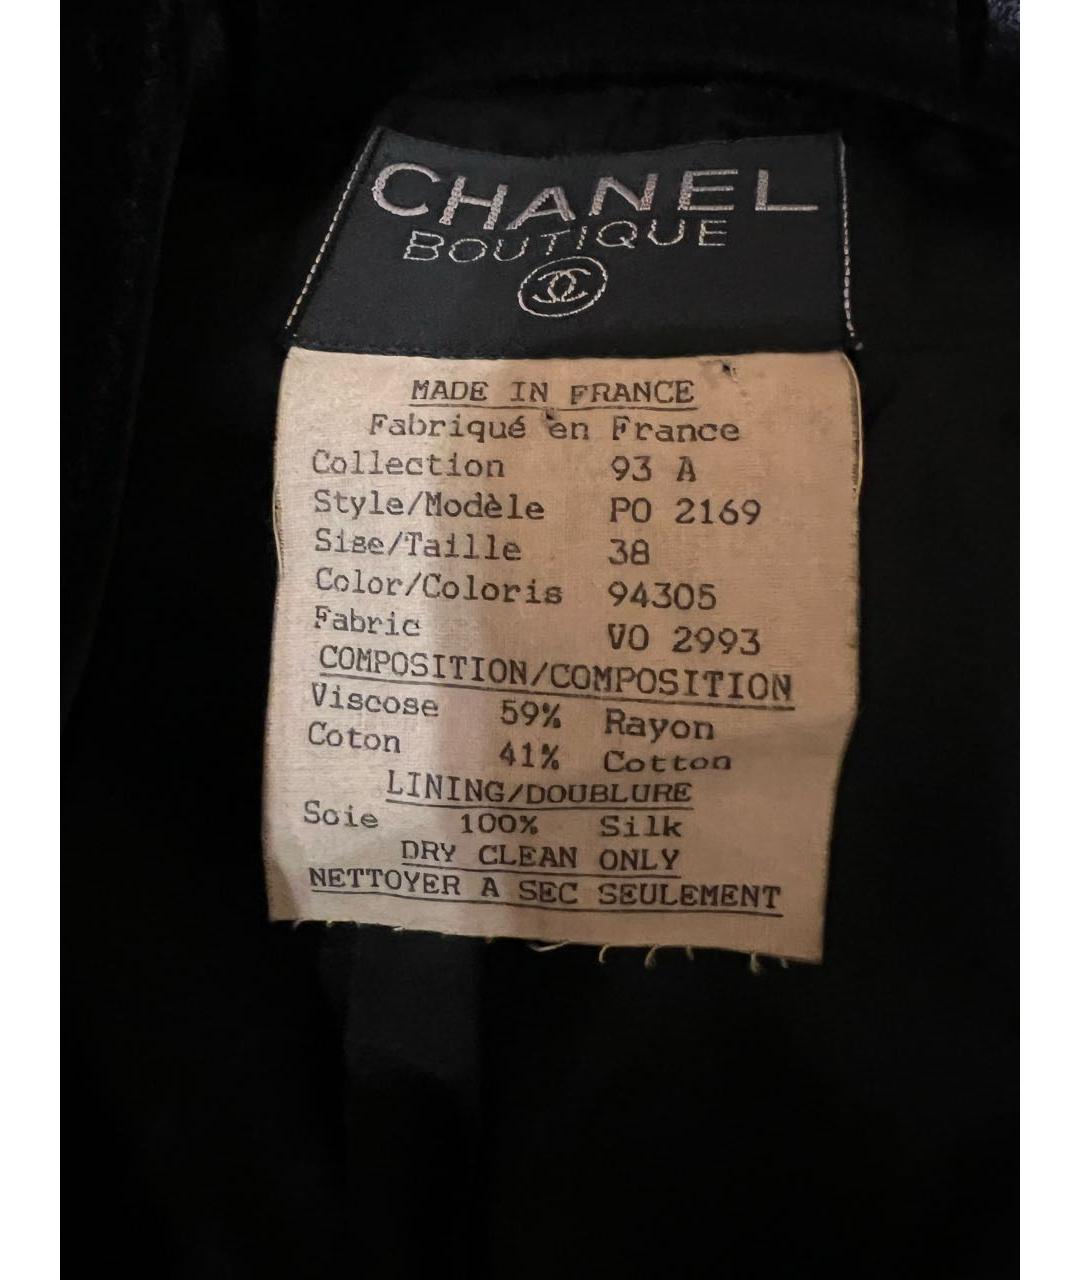 CHANEL
BOUTIQUE
MADE IN FRANCE
Fabriqué en France
Collection 93 A
Style/Modèle PO 2169
Size/Taille 38
Color/Coloris 94305
Fabric VO 2993
COMPOSITION/COMPOSITION
Viscose 59% Rayon
Coton 41% Cotton
LINING/DOUBLURE
Soie 100% Silk
DRY CLEAN ONLY
NETTOYER A SEC SEULEMENT